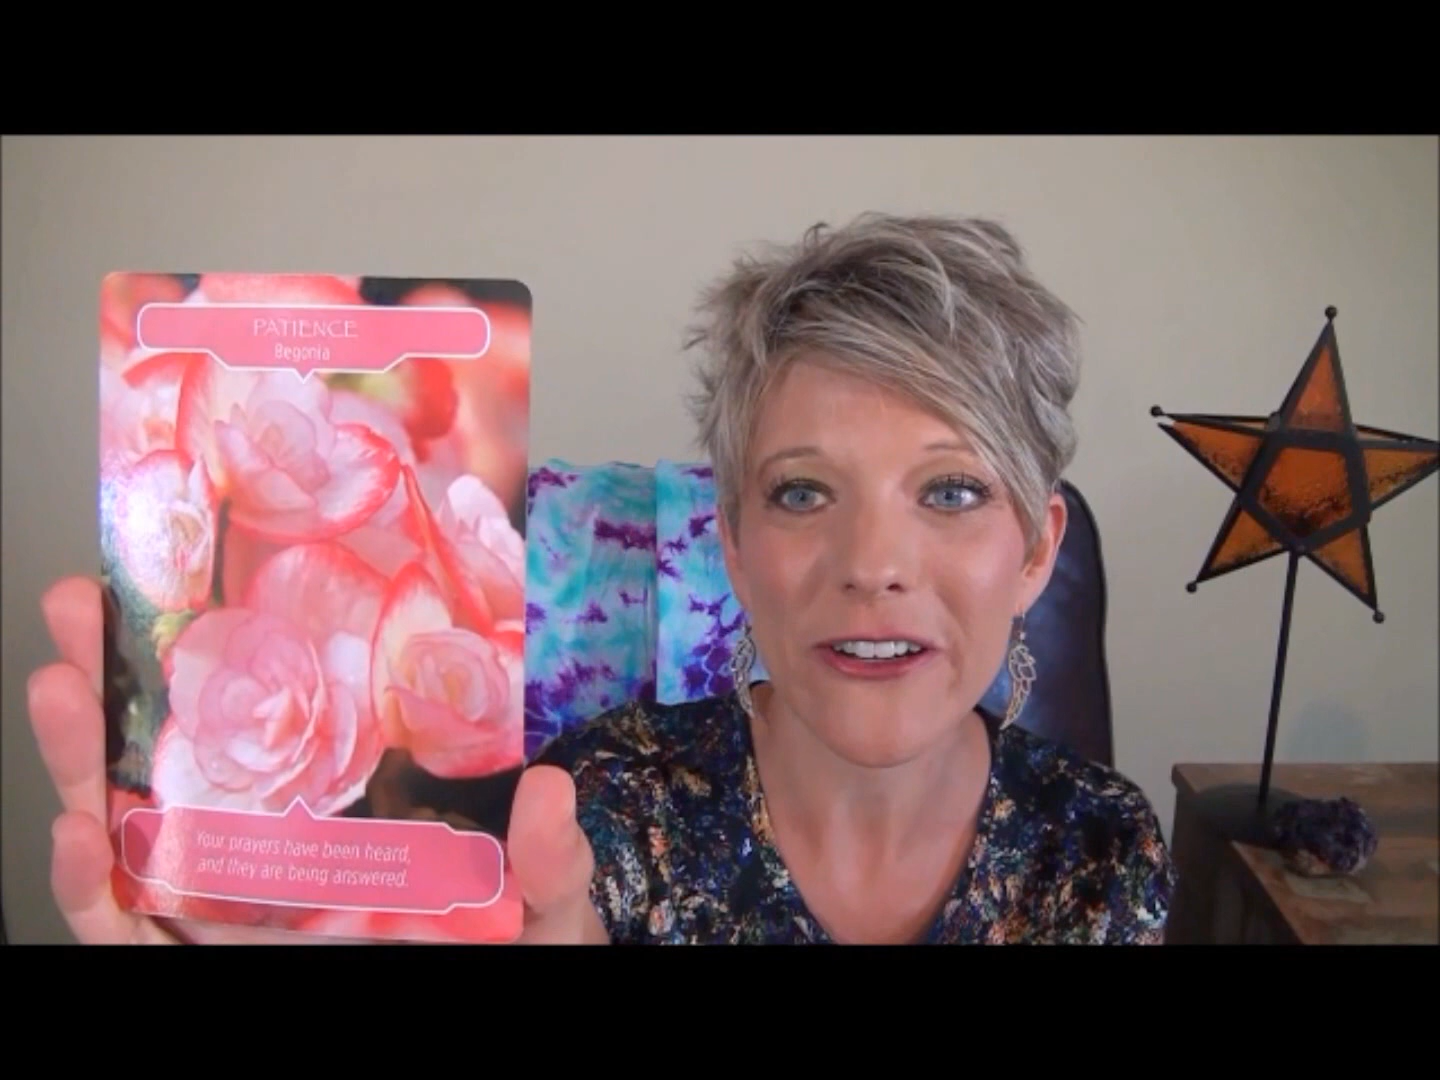 PATIENCE
Begonia
Your prayers have been heard,
and they are being answered.